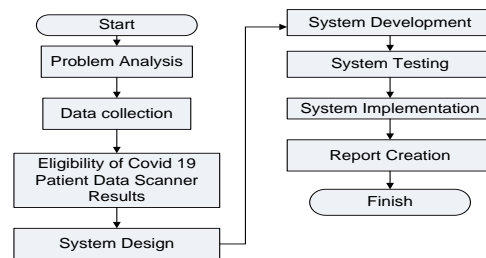 Start
Problem Analysis
Data collection
Eligibility of Covid 19
Patient Data Scanner
Results
System Design
System Development
System Testing
System Implementation
Report Creation
Finish